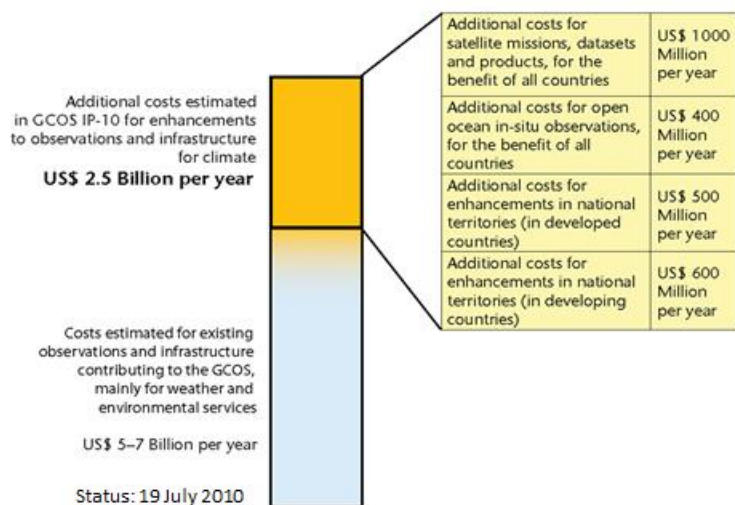 Additional costs estimated
in GCOS IP-10 for enhancements
to observations and infrastructure
for climate
US$ 2.5 Billion per year
Costs estimated for existing
observations and infrastructure
contributing to the GCOS,
mainly for weather and
environmental services
US$ 5–7 Billion per year
Status: 19 July 2010
Additional costs for
satellite missions, datasets
and products, for the
benefit of all countries
US$ 1000
Million
per year
Additional costs for open
ocean in-situ observations,
for the benefit of all
countries
US$ 400
Million
per year
Additional costs for
enhancements in national
territories (in developed
countries)
US$ 500
Million
per year
Additional costs for
enhancements in national
territories (in developing
countries)
US$ 600
Million
per year